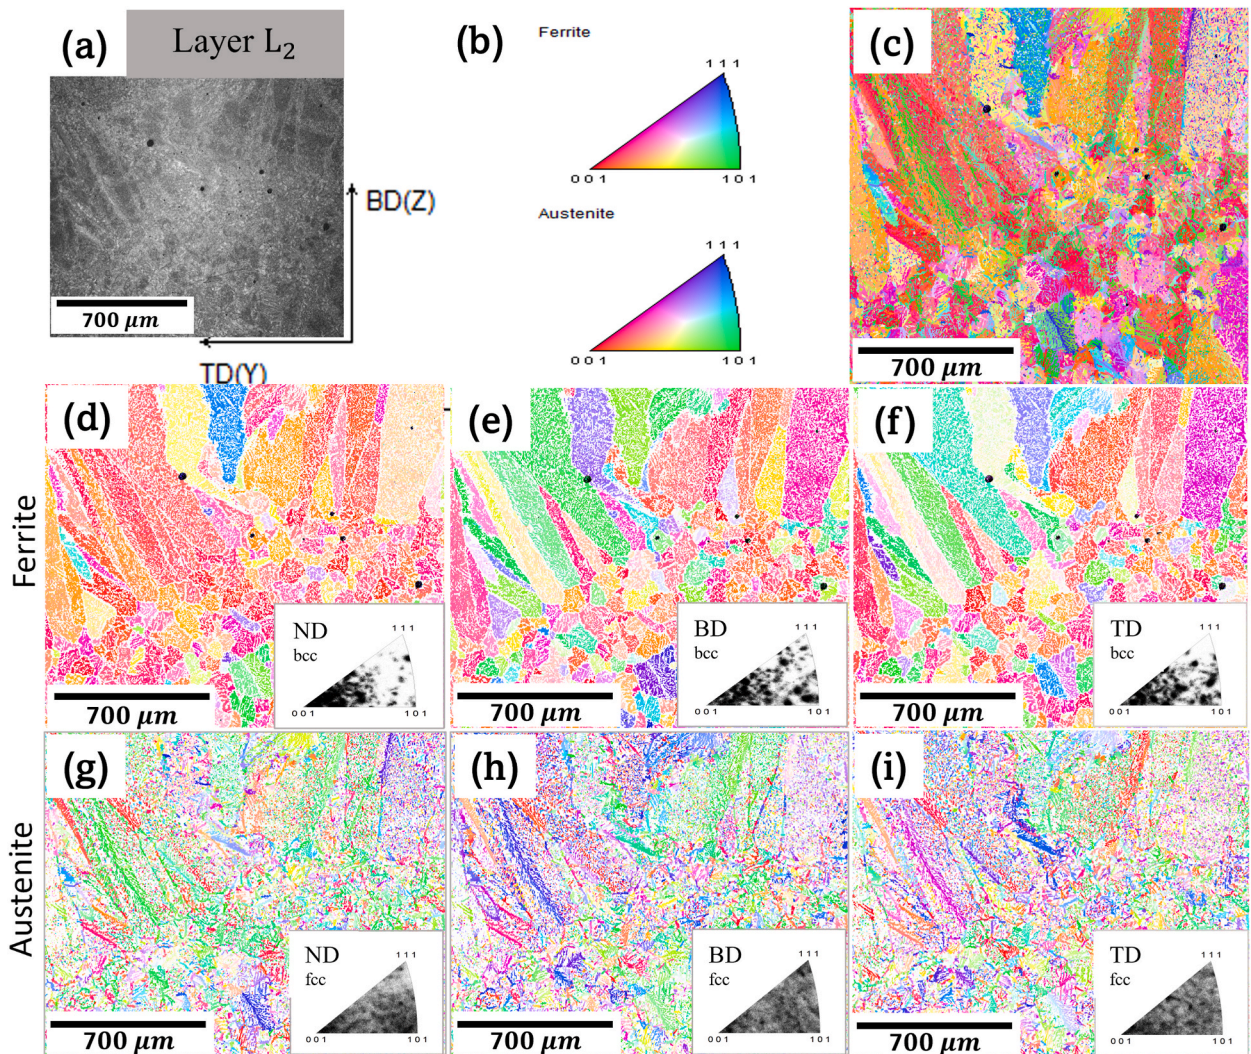 (a)
Layer L2
BD(Z)
700 μm
TD(Y)
(b)
Ferrite
1 1 1
0 0 1
1 0 1
Austenite
1 1 1
0 0 1
1 0 1
(c)
700 μm
Ferrite
(d)
ND
bcc
1 1 1
0 0 1
1 0 1
700 μm
(e)
BD
bcc
1 1 1
0 0 1
1 0 1
700 μm
(f)
TD
bcc
1 1 1
0 0 1
1 0 1
700 μm
Austenite
(g)
ND
fcc
1 1 1
0 0 1
1 0 1
700 μm
(h)
BD
fcc
1 1 1
0 0 1
1 0 1
700 μm
(i)
TD
fcc
1 1 1
0 0 1
1 0 1
700 μm